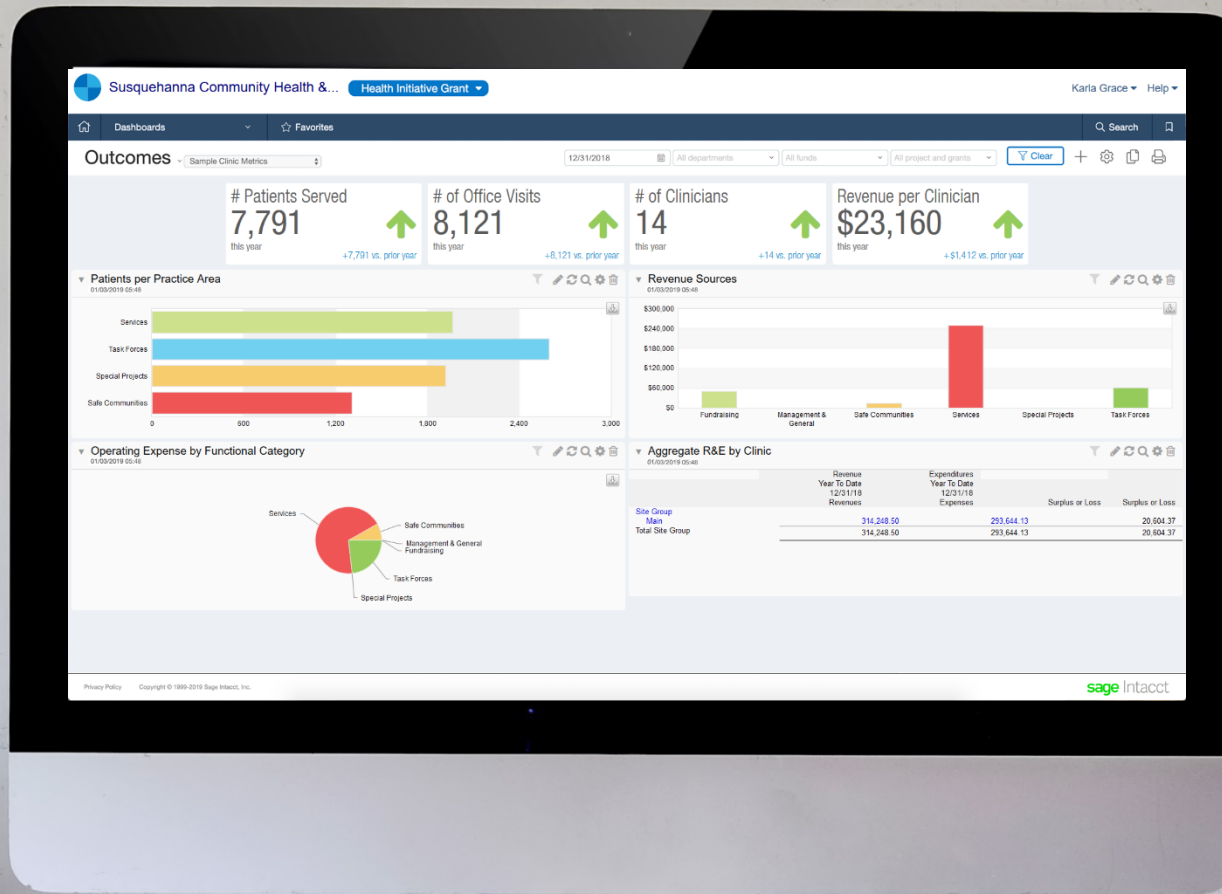 Susquehanna Community Health &...
Health Initiative Grant
Karla Grace
Help
Dashboards
Favorites
Search
Outcomes
Sample Clinic Metrics
12/31/2018
All departments
All funds
All project and grants
Clear
# Patients Served
7,791
this year
+7,791 vs. prior year
# of Office Visits
8,121
this year
+8,121 vs. prior year
# of Clinicians
14
this year
+14 vs. prior year
Revenue per Clinician
$23,160
this year
+$1,412 vs. prior year
Patients per Practice Area
01/03/2019 05:48
Services
Task Forces
Special Projects
Safe Communities
0 600 1,200 1,800 2,400 3,000
Revenue Sources
01/03/2019 05:48
$300,000
$240,000
$180,000
$120,000
$60,000
$0
Fundraising
Management &
General
Safe Communities
Services
Special Projects
Task Forces
Operating Expense by Functional Category
01/03/2019 05:48
Services
Safe Communities
Management & General
Fundraising
Task Forces
Special Projects
Aggregate R&E by Clinic
01/03/2019 05:48
Revenue Expenditures
Year To Date Year To Date
12/31/18 12/31/18
Revenues Expenses Surplus or Loss Surplus or Loss
Site Group
Main 314,248.50 293,644.13 20,604.37
Total Site Group 314,248.50 293,644.13 20,604.37
Privacy Policy Copyright © 1999-2019 Sage Intacct, Inc.
sage Intacct